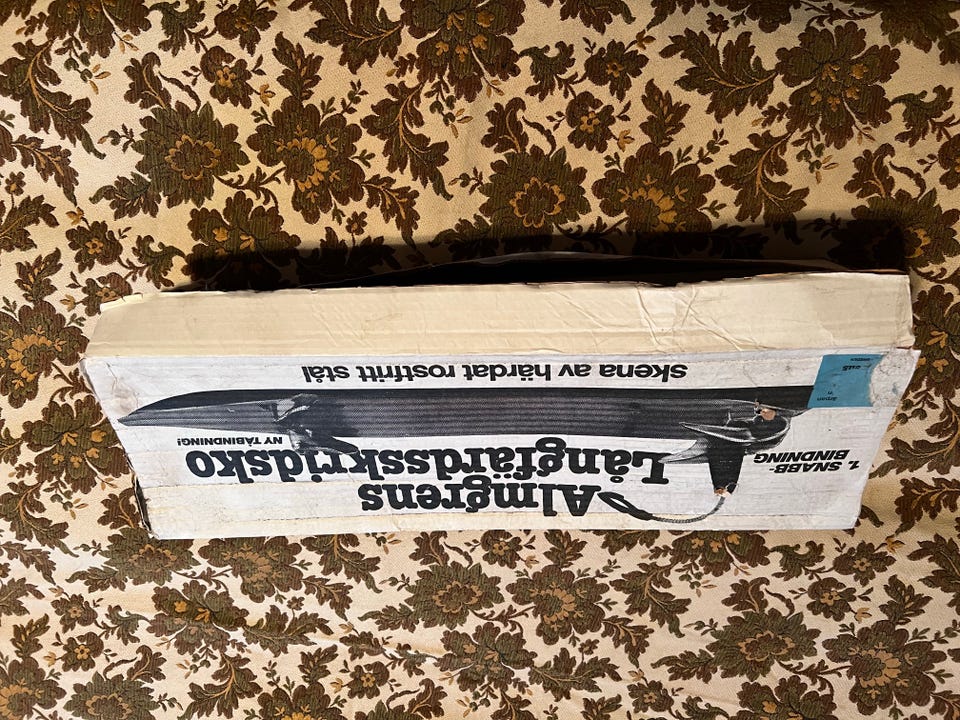 1. SNABB-
BINDNING
Almgrens
Långfärdsskridsko
NY TÅBINDNING!
skena av härdat rostfritt stål